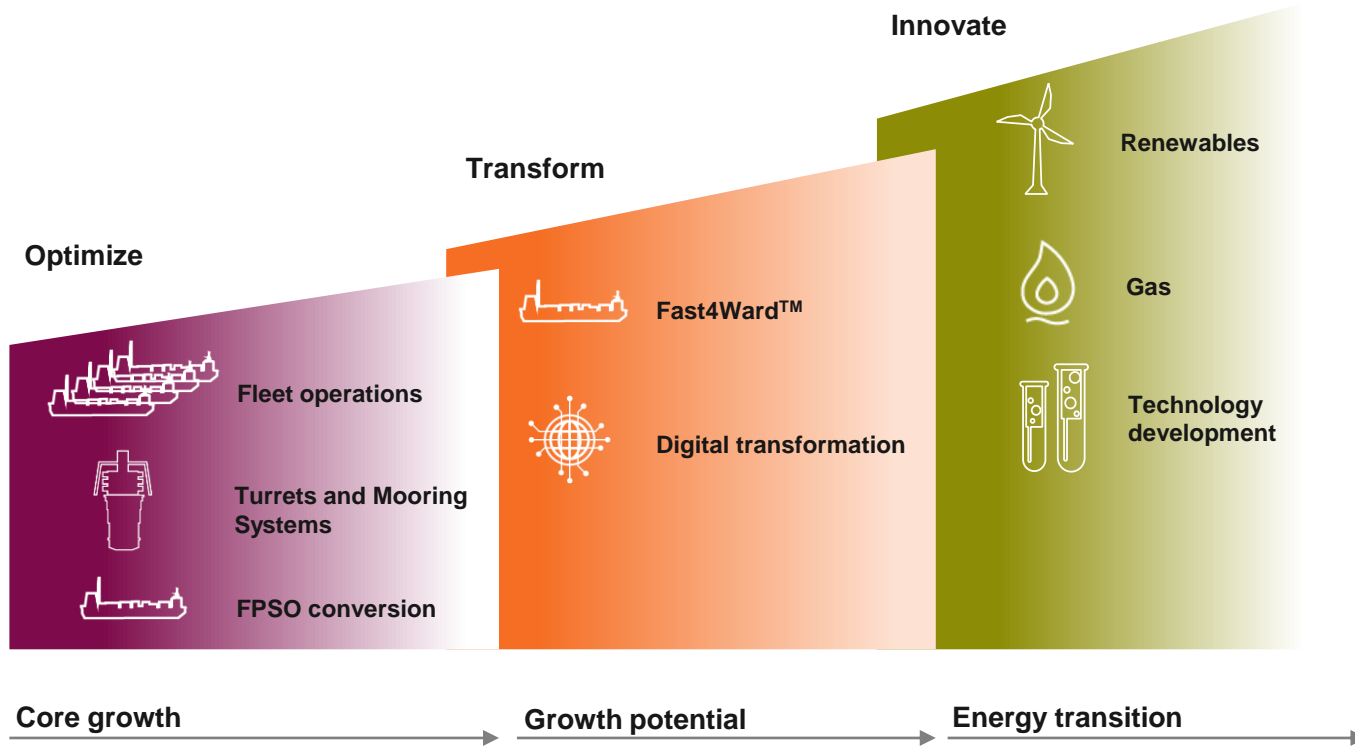 Optimize
Fleet operations
Turrets and Mooring
Systems
FPSO conversion
Core growth
Transform
Fast4Ward™
Digital transformation
Growth potential
Innovate
Renewables
Gas
Technology
development
Energy transition